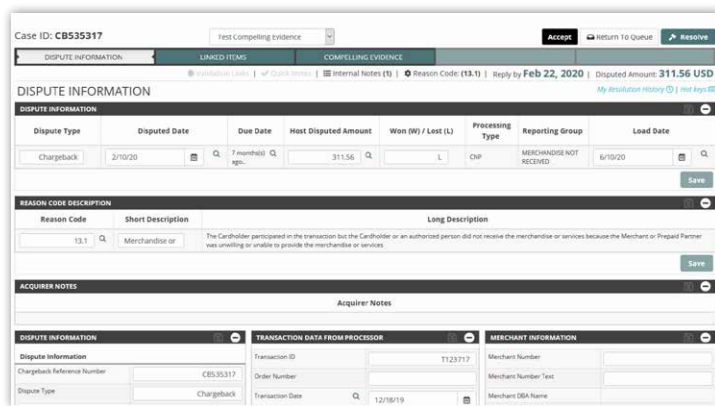 Case ID: CB535317
Test Compelling Evidence
Accept
Return To Queue
Resolve
DISPUTE INFORMATION
LINKED ITEMS
COMPELLING EVIDENCE
Validation Links | Quick Notes | Internal Notes (1) | Reason Code: (13.1) | Reply by Feb 22, 2020 | Disputed Amount: 311.56 USD
DISPUTE INFORMATION
My Resolution History | Hot keys
DISPUTE INFORMATION
Dispute Type
Disputed Date
Due Date
Host Disputed Amount
Won (W) / Lost (L)
Processing
Type
Reporting Group
Load Date
Chargeback
2/10/20
7 months(s)
ago..
311.56
L
CNP
MERCHANDISE NOT
RECEIVED
6/10/20
Save
REASON CODE DESCRIPTION
Reason Code
Short Description
Long Description
13.1
Merchandise or
The Cardholder participated in the transaction but the Cardholder or an authorized person did not receive the merchandise or services because the Merchant or Prepaid Partner
was unwilling or unable to provide the merchandise or services
Save
ACQUIRER NOTES
Acquirer Notes
DISPUTE INFORMATION
Dispute Information
Chargeback Reference Number
CB535317
Dispute Type
Chargeback
TRANSACTION DATA FROM PROCESSOR
Transaction ID
T123717
Order Number
Transaction Date
12/18/19
MERCHANT INFORMATION
Merchant Number
Merchant Number Text
Merchant DBA Name